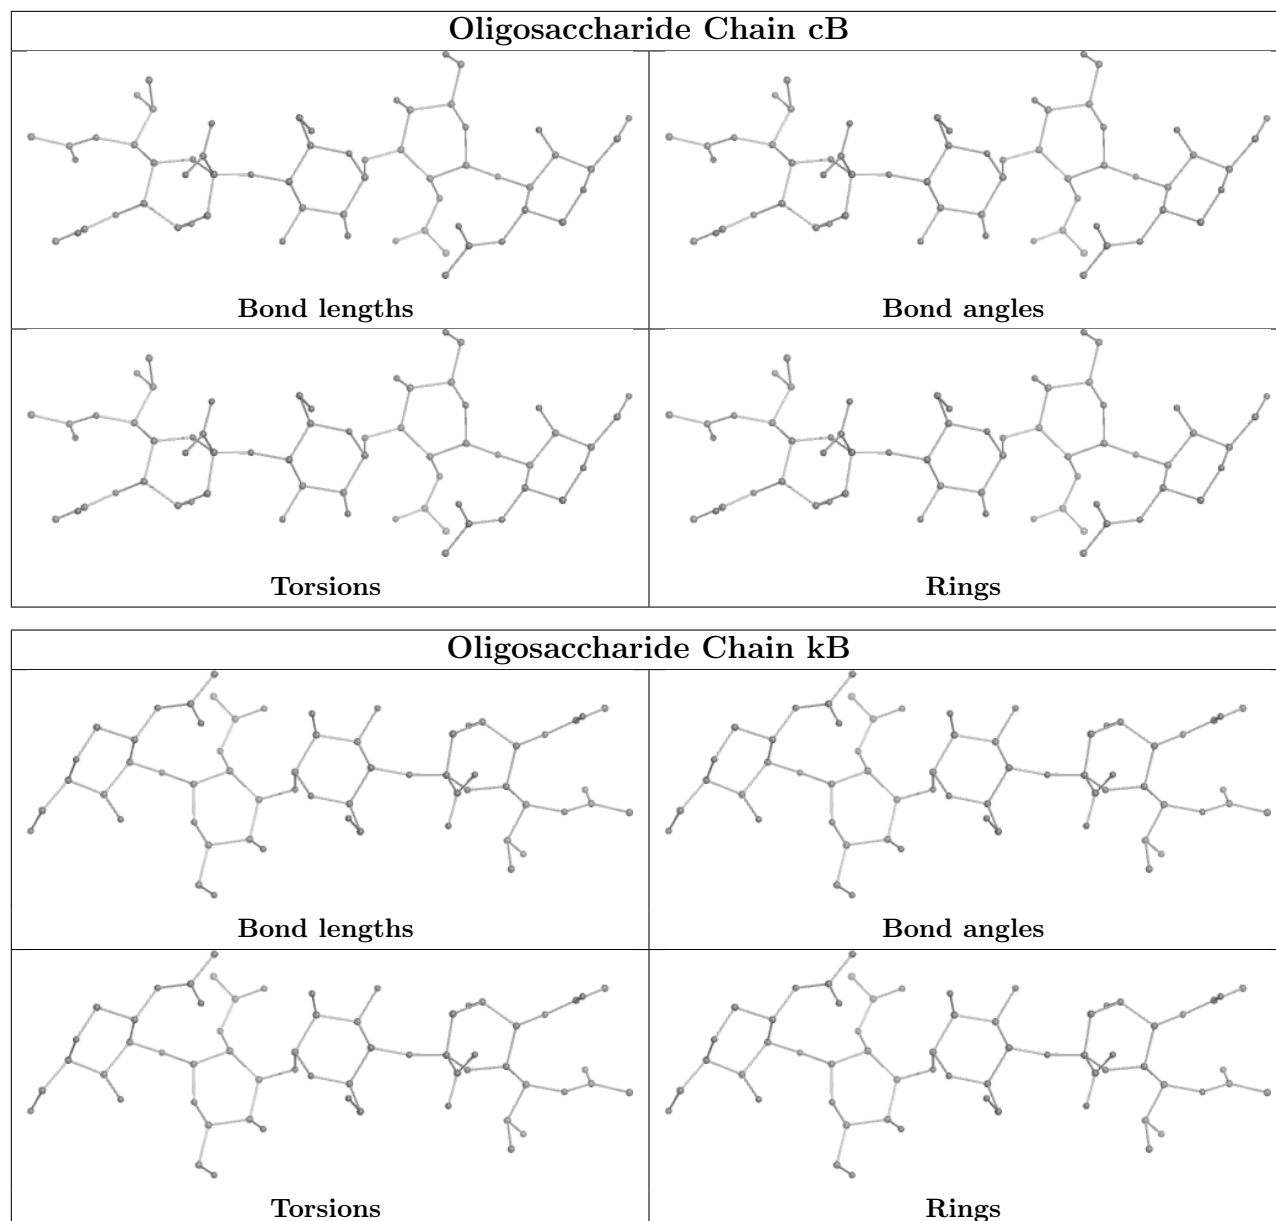 Oligosaccharide Chain cB
Bond lengths
Bond angles
Torsions
Rings
Oligosaccharide Chain kB
Bond lengths
Bond angles
Torsions
Rings